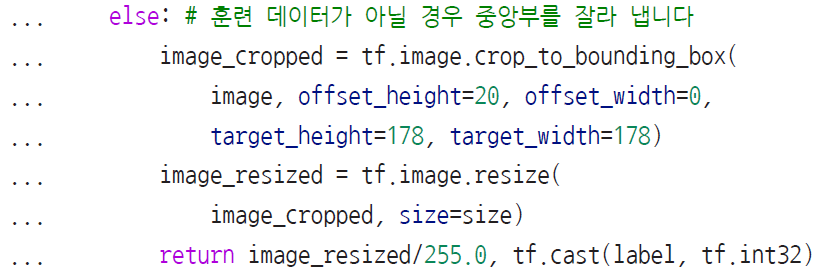 ...     else: # 훈련 데이터가 아닐 경우 중앙부를 잘라 냅니다
...         image_cropped = tf.image.crop_to_bounding_box(
...             image, offset_height=20, offset_width=0,
...             target_height=178, target_width=178)
...         image_resized = tf.image.resize(
...             image_cropped, size=size)
...         return image_resized/255.0, tf.cast(label, tf.int32)